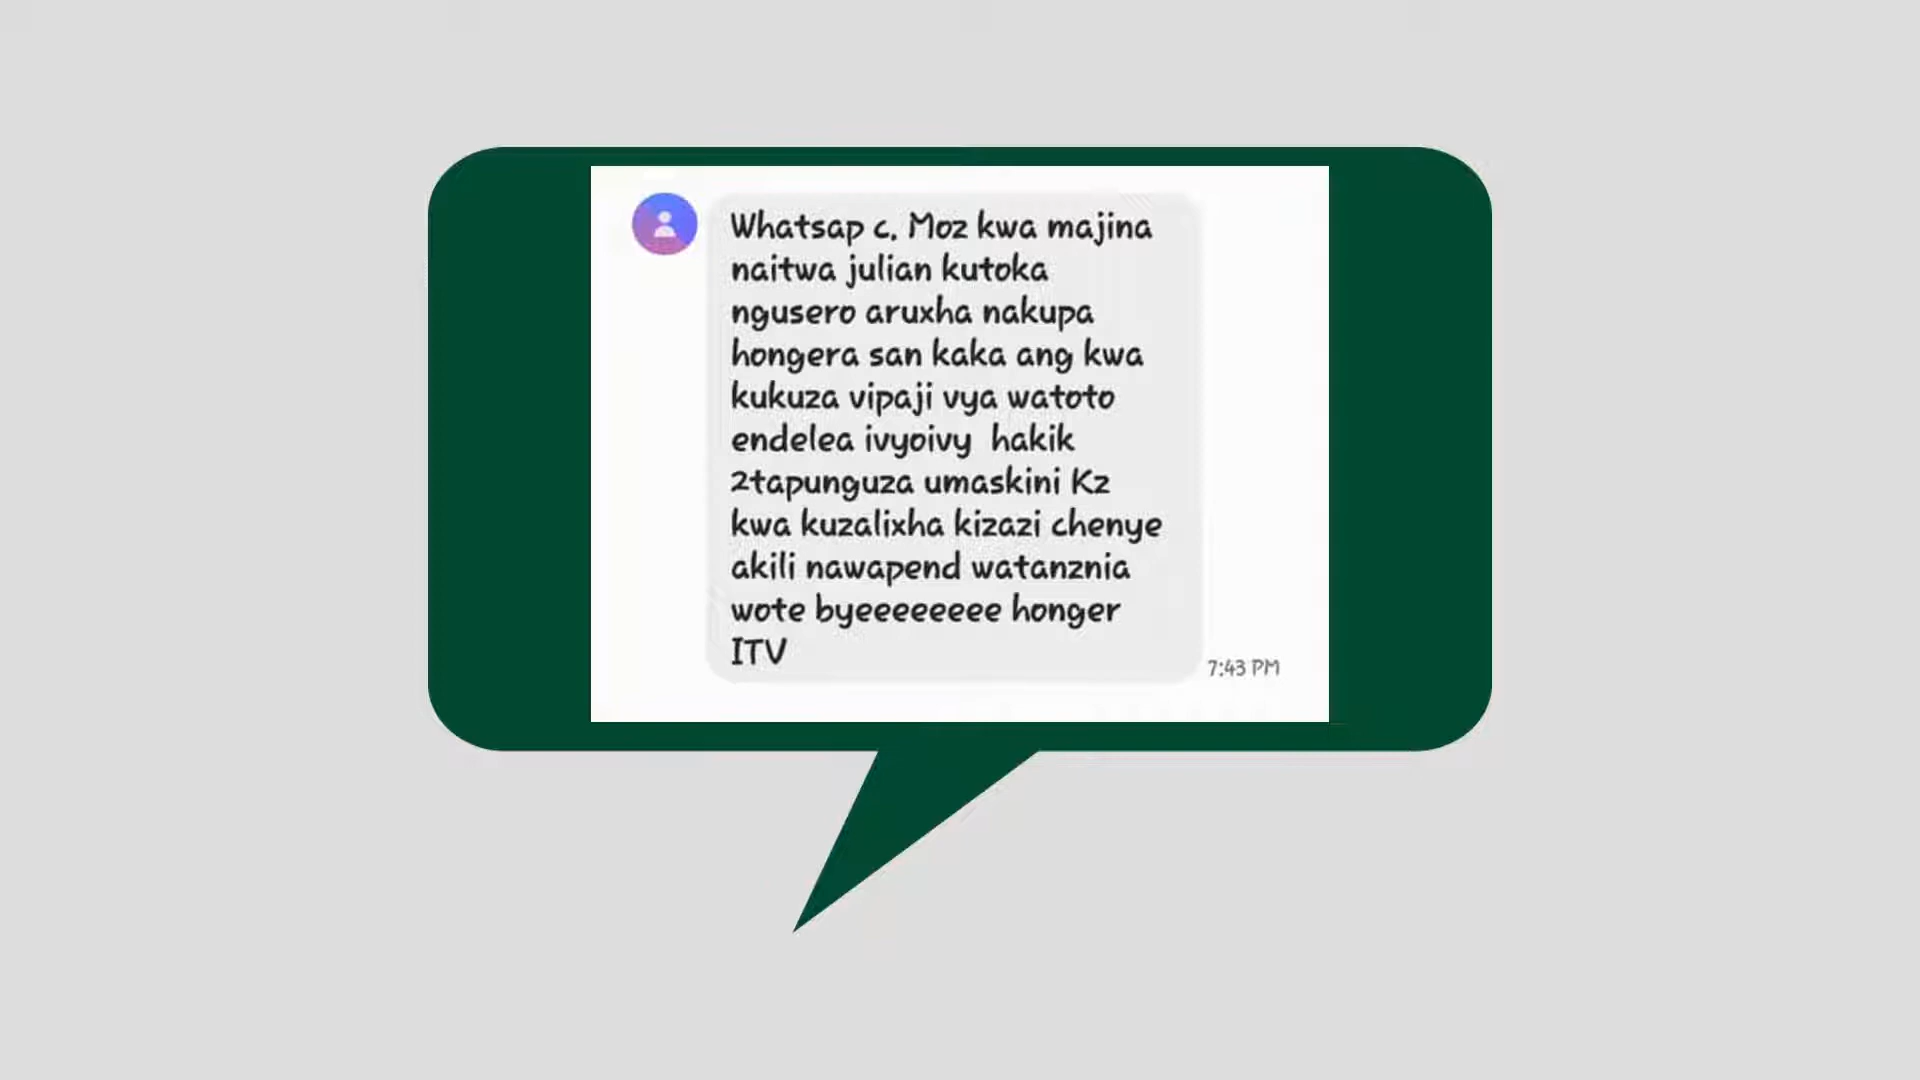 Whatsap c. Moz kwa majina
naitwa julian kutoka
ngusero aruxha nakupa
hongera san kaka ang kwa
kukuza vipaji vya watoto
endelea ivyoivy  hakik
2tapunguza umaskini Kz
kwa kuzalixha kizazi chenye
akili nawapend watanznia
wote byeeeeeeee honger
ITV
7:43 PM